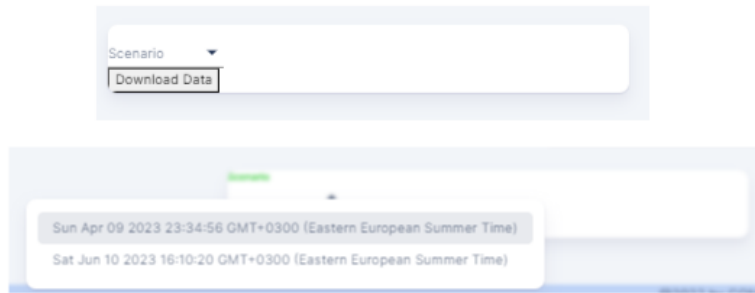 Scenario
Download Data
Scenario
Sun Apr 09 2023 23:34:56 GMT+0300 (Eastern European Summer Time)
Sat Jun 10 2023 16:10:20 GMT+0300 (Eastern European Summer Time)